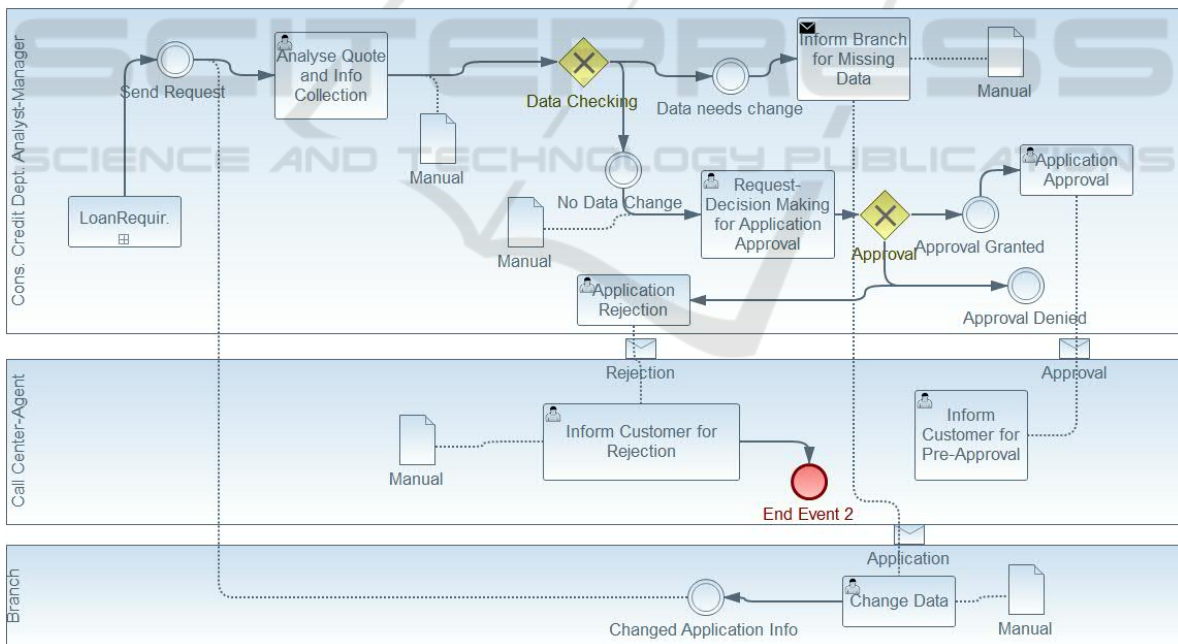 SCITEPRESS
SCIENCE AND TECHNOLOGY PUBLICATIONS
Cons. Credit Dept. Analyst-Manager
Send Request
Analyse Quote
and Info
Collection
Manual
Data Checking
Data needs change
Inform Branch
for Missing
Data
Manual
LoanRequir.
No Data Change
Manual
Request-
Decision Making
for Application
Approval
Approval
Approval Granted
Application
Approval
Application
Rejection
Approval Denied
Rejection
Approval
Call Center-Agent
Manual
Inform Customer for
Rejection
End Event 2
Inform
Customer for
Pre-Approval
Application
Branch
Changed Application Info
Change Data
Manual